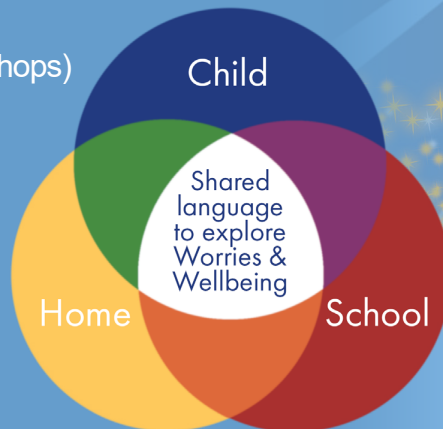 hops)
Child
Shared
language
to explore
Worries &
Wellbeing
Home
School